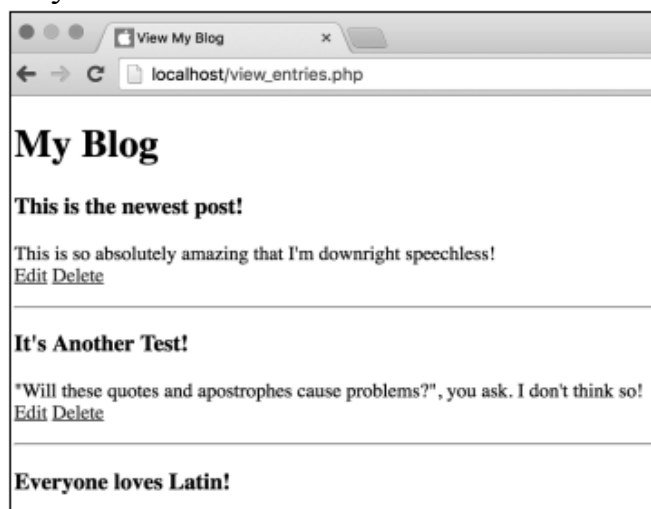 View My Blog
localhost/view_entries.php
My Blog
This is the newest post!
This is so absolutely amazing that I'm downright speechless!
Edit Delete
It's Another Test!
"Will these quotes and apostrophes cause problems?", you ask. I don't think so!
Edit Delete
Everyone loves Latin!